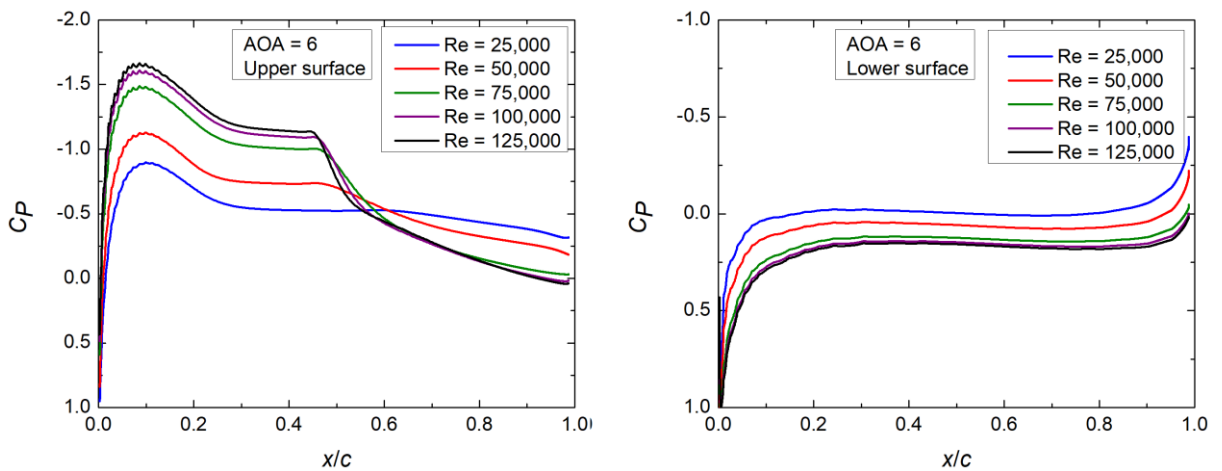 -2.0
-1.5
-1.0
-0.5
0.0
0.5
1.0
CP
AOA = 6
Upper surface
Re = 25,000
Re = 50,000
Re = 75,000
Re = 100,000
Re = 125,000
0.0 0.2 0.4 0.6 0.8 1.0
x/c
-1.0
-0.5
0.0
0.5
1.0
CP
AOA = 6
Lower surface
Re = 25,000
Re = 50,000
Re = 75,000
Re = 100,000
Re = 125,000
0.0 0.2 0.4 0.6 0.8 1.0
x/c